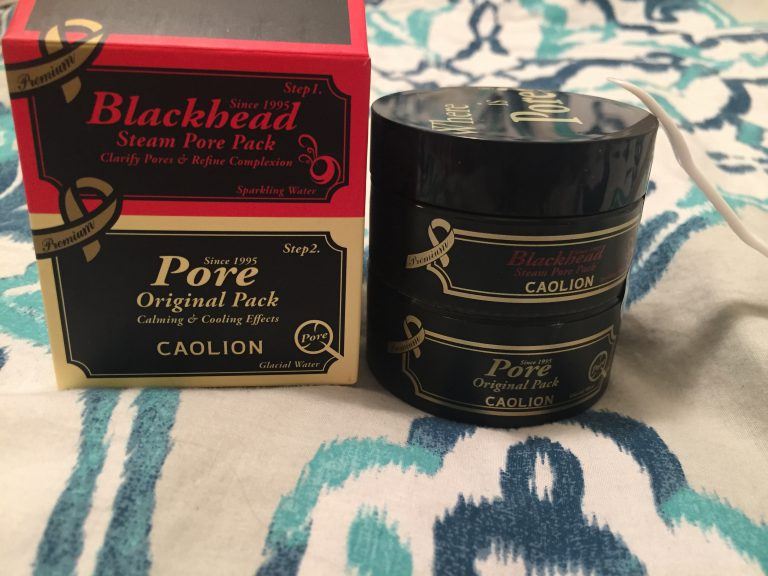 Premium
Step1.
Since 1995
Blackhead
Steam Pore Pack
Clarify Pores & Refine Complexion
Sparkling Water
Premium
Step2.
Since 1995
Pore
Original Pack
Calming & Cooling Effects
Pore
CAOLION
Glacial Water
Where
is
Pore
Premium
Blackhead
Steam Pore Pack
CAOLION
Since 1995
Pore
Original Pack
Pore
CAOLION